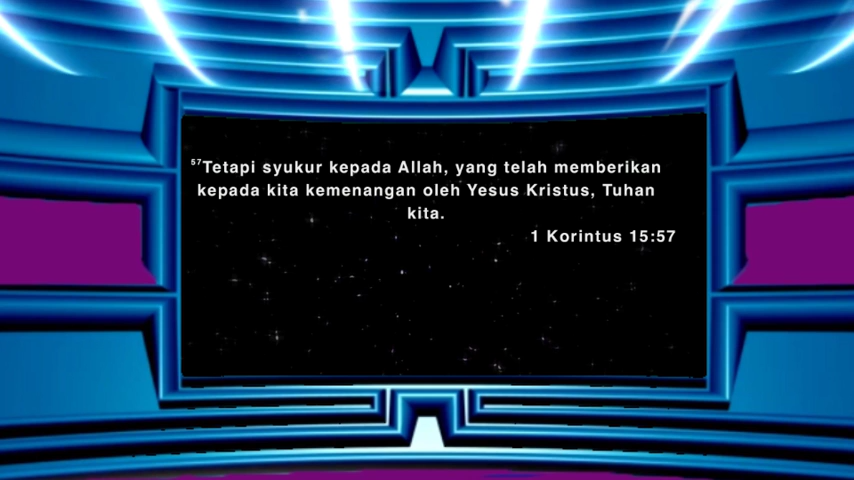 ⁵⁷Tetapi syukur kepada Allah, yang telah memberikan
kepada kita kemenangan oleh Yesus Kristus, Tuhan
kita.
1 Korintus 15:57